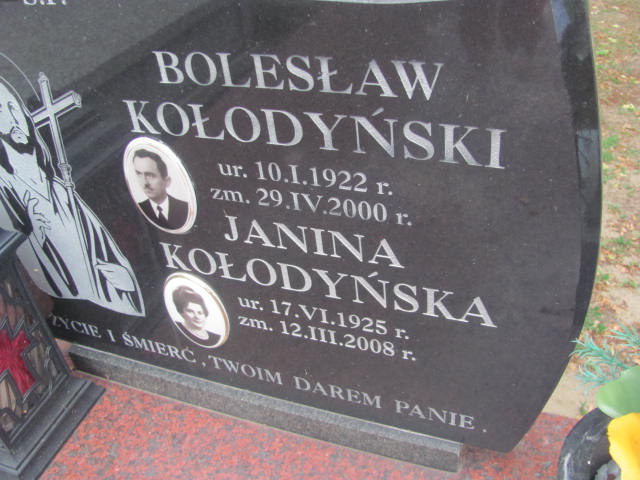 Ś.P.
BOLESŁAW
KOŁODYŃSKI
ur. 10.I.1922 r.
zm. 29.IV.2000 r.
JANINA
KOŁODYŃSKA
ur. 17.VI.1925 r.
zm. 12.III.2008 r.
ŻYCIE I ŚMIERĆ , TWOIM DAREM PANIE .